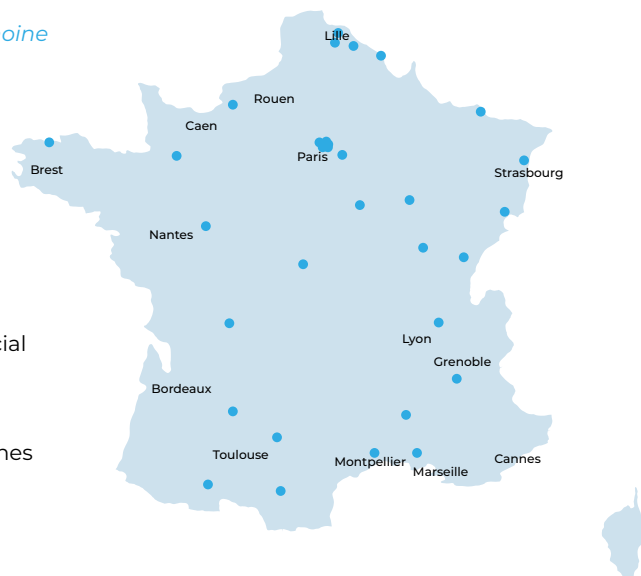 oine
Lille
Rouen
Caen
Paris
Brest
Strasbourg
Nantes
cial
Lyon
Grenoble
Bordeaux
nes
Toulouse
Montpellier
Cannes
Marseille